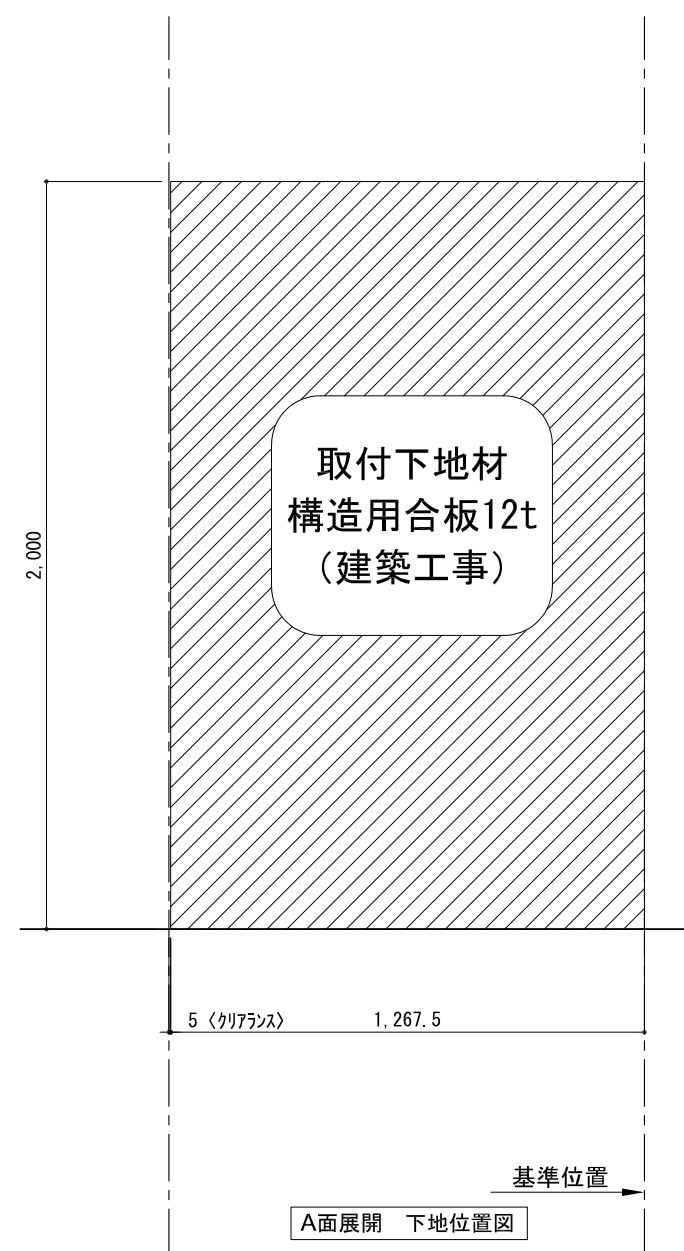 取付下地材
構造用合板12t
(建築工事)
2,000
5 〈クリアランス〉 1,267.5
基準位置
A面展開 下地位置図